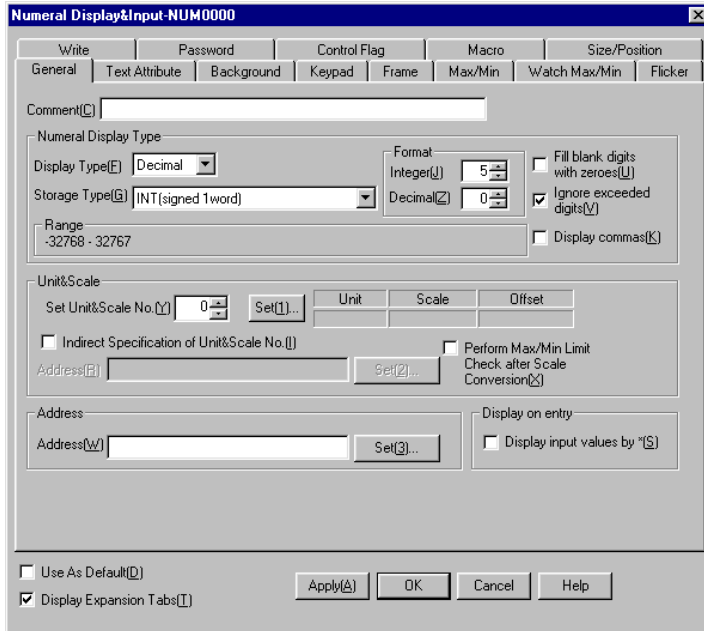 Numeral Display&Input-NUM0000
Write Password Control Flag Macro Size/Position
General Text Attribute Background Keypad Frame Max/Min Watch Max/Min Flicker
Comment(C)
Numeral Display Type
Display Type(F) Decimal
Storage Type(G) INT(signed 1word)
Format
Integer(J) 5
Decimal(Z) 0
Fill blank digits
with zeroes(U)
Ignore exceeded
digits(V)
Display commas(K)
Range
-32768 - 32767
Unit&Scale
Set Unit&Scale No.(Y) 0 Set(1)...
Unit Scale Offset
Indirect Specification of Unit&Scale No.(I)
Address(R) Set(2)...
Perform Max/Min Limit
Check after Scale
Conversion(X)
Address
Address(W) Set(3)...
Display on entry
Display input values by *(S)
Use As Default(D)
Display Expansion Tabs(T)
Apply(A) OK Cancel Help